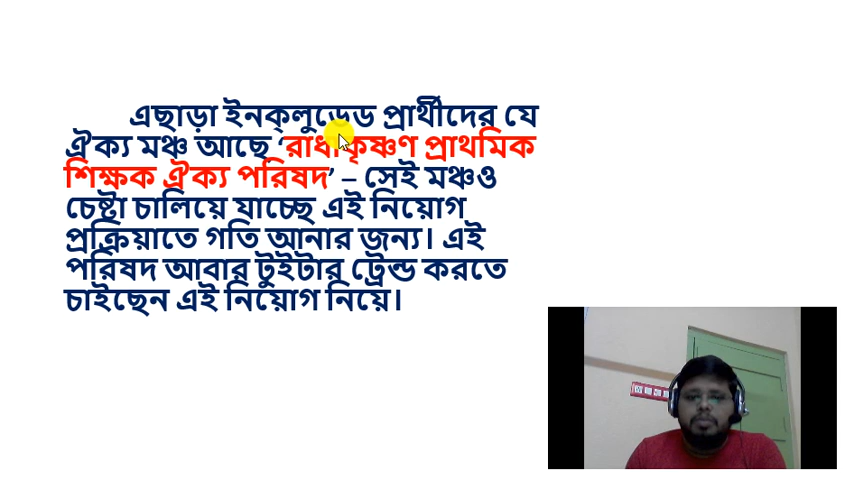 এছাড়া ইনক্লুডেড প্রার্থীদের যে
ঐক্য মঞ্চ আছে ‘রাধাকৃষ্ণণ প্রাথমিক
শিক্ষক ঐক্য পরিষদ’ – সেই মঞ্চও
চেষ্টা চালিয়ে যাচ্ছে এই নিয়োগ
প্রক্রিয়াতে গতি আনার জন্য। এই
পরিষদ আবার টুইটার ট্রেন্ড করতে
চাইছেন এই নিয়োগ নিয়ে।